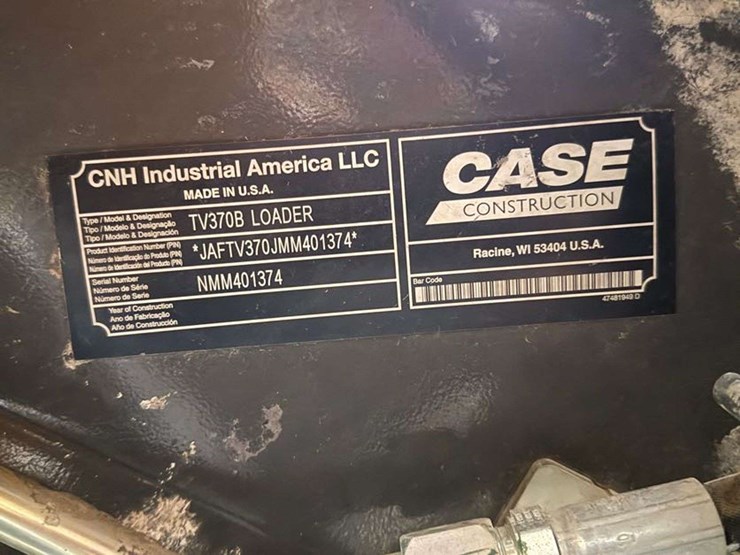 CNH Industrial America LLC
MADE IN U.S.A.
Type / Model & Designation
Tipo / Modelo & Designação
Tipo / Modelo & Designación
TV370B LOADER
Product Identification Number (PIN)
Número de Identificação do Produto (PIN)
Número de Identificación del Producto (PIN)
*JAFTV370JMM401374*
Serial Number
Número de Série
Número de Serie
NMM401374
Year of Construction
Ano de Fabricação
Año de Construcción
CASE
CONSTRUCTION
Racine, WI 53404 U.S.A.
Bar Code
47481949 D